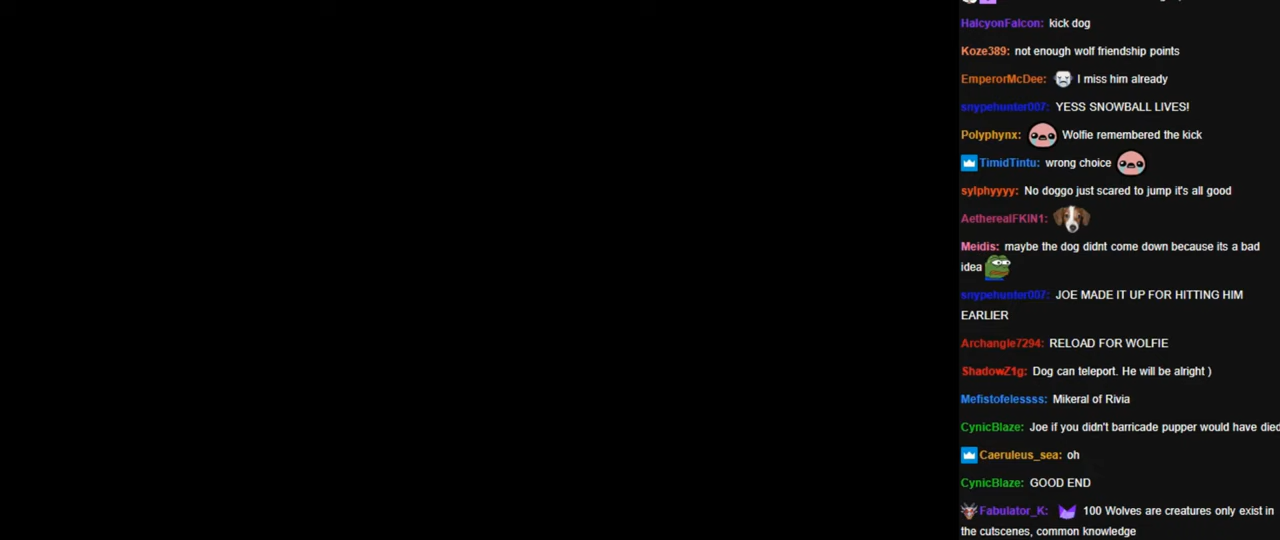 HalcyonFalcon: kick dog
Koze389: not enough wolf friendship points
EmperorMcDee: I miss him already
snypehunter007: YESS SNOWBALL LIVES!
Polyphynx: Wolfie remembered the kick
TimidTintu: wrong choice
sylphyyyy: No doggo just scared to jump it's all good
AetherealFKIN1:
Meidis: maybe the dog didnt come down because its a bad
idea
snypehunter007: JOE MADE IT UP FOR HITTING HIM
EARLIER
Archangle7294: RELOAD FOR WOLFIE
ShadowZ1g: Dog can teleport. He will be alright )
Mefistofelessss: Mikeral of Rivia
CynicBlaze: Joe if you didn't barricade pupper would have died
Caeruleus_sea: oh
CynicBlaze: GOOD END
Fabulator_K: 100 Wolves are creatures only exist in
the cutscenes, common knowledge